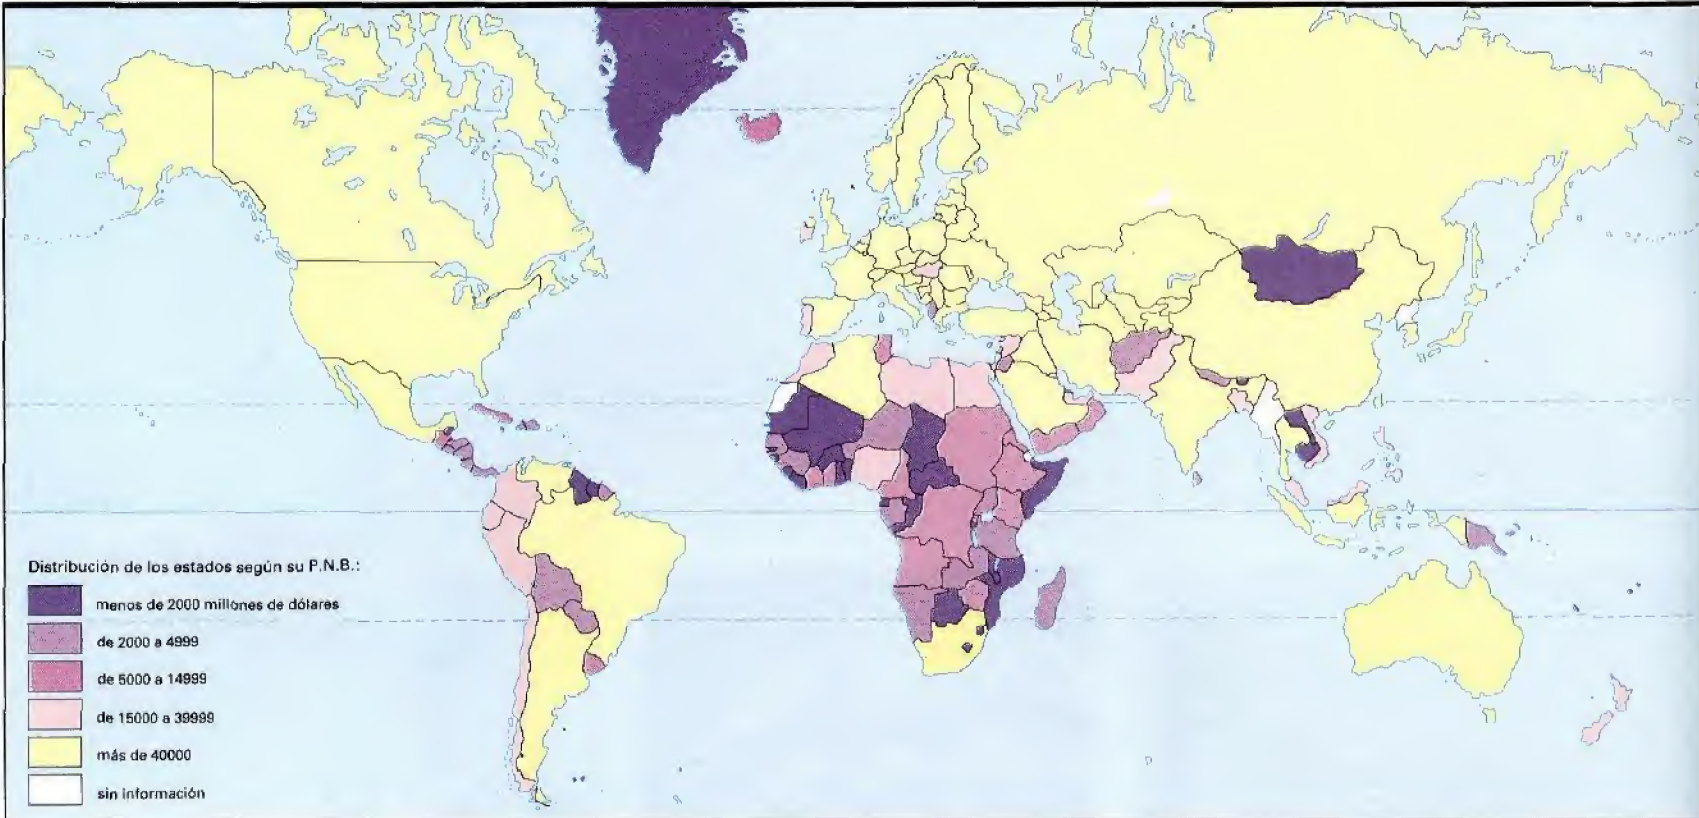 Distribución de los estados según su P.N.B.:
menos de 2000 millones de dólares
de 2000 a 4999
de 5000 a 14999
de 15000 a 39999
más de 40000
sin información